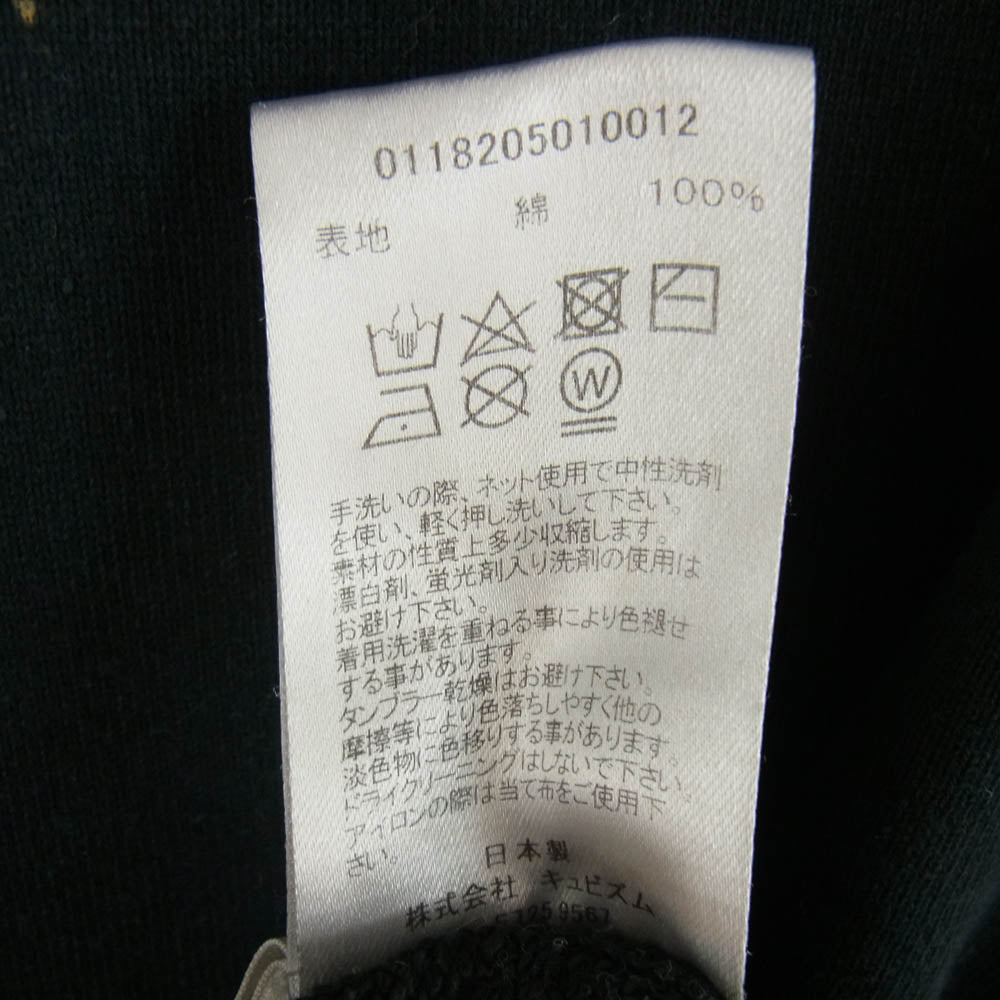 0118205010012
表地 綿 100%
W
手洗いの際、ネット使用で中性洗剤
を使い、軽く押し洗いして下さい。
素材の性質上多少収縮します。
漂白剤、蛍光剤入り洗剤の使用は
お避け下さい。
着用洗濯を重ねる事により色褪せ
する事があります。
タンブラー乾燥はお避け下さい。
摩擦等により色落ちしやすく他の
淡色物に色移りする事があります。
ドライクリーニングはしないで下さい。
アイロンの際は当て布をご使用下
さい。
日本製
株式会社 キュビズム
9567